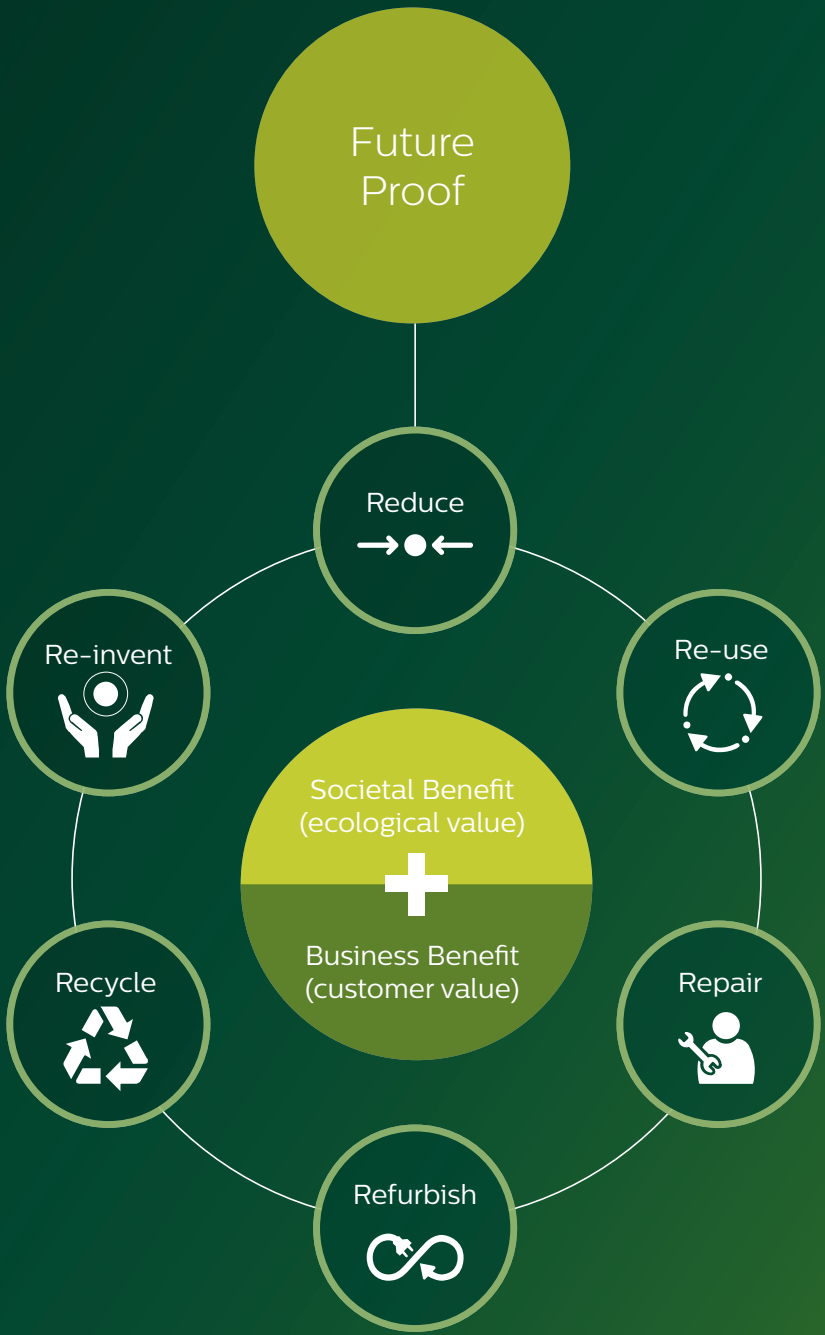 Future
Proof
Reduce
Re-invent
Re-use
Societal Benefit
(ecological value)
Business Benefit
(customer value)
Recycle
Repair
Refurbish